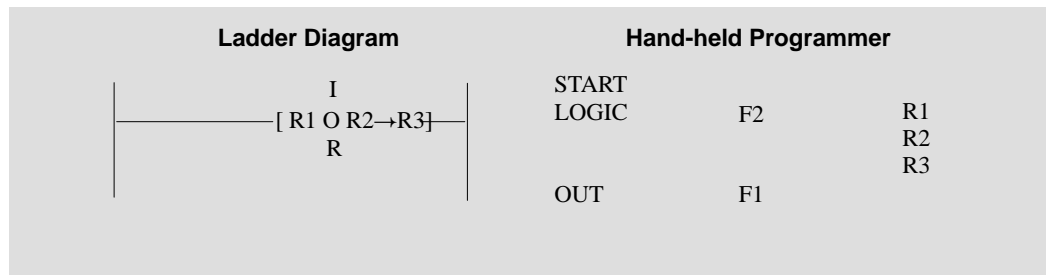 Ladder Diagram
Hand-held Programmer
I
[ R1 O R2→R3]
R
START
LOGIC F2 R1
R2
R3
OUT F1